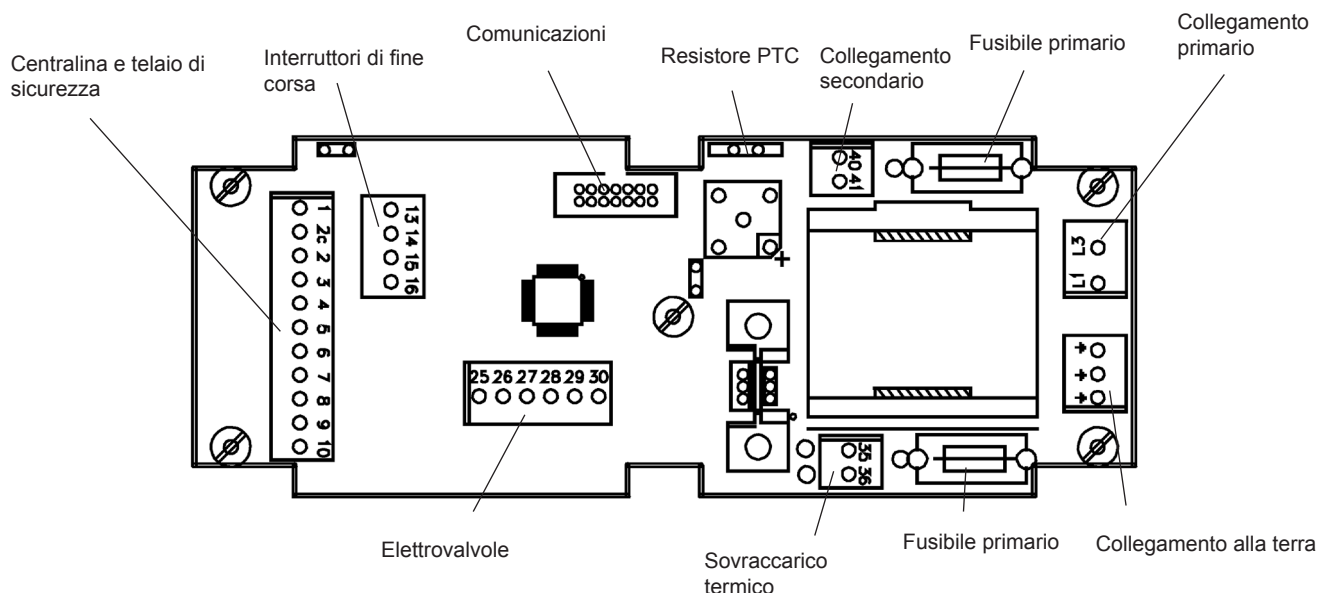 Collegamento
primario
Comunicazioni
Fusibile primario
Centralina e telaio di
sicurezza
Interruttori di fine
corsa
Resistore PTC
Collegamento
secondario
40
41
1
2c
2
3
4
5
6
7
8
9
10
13
14
15
16
+
L3
L1
25 26 27 28 29 30
35
36
Elettrovalvole
Sovraccarico
termico
Fusibile primario
Collegamento alla terra